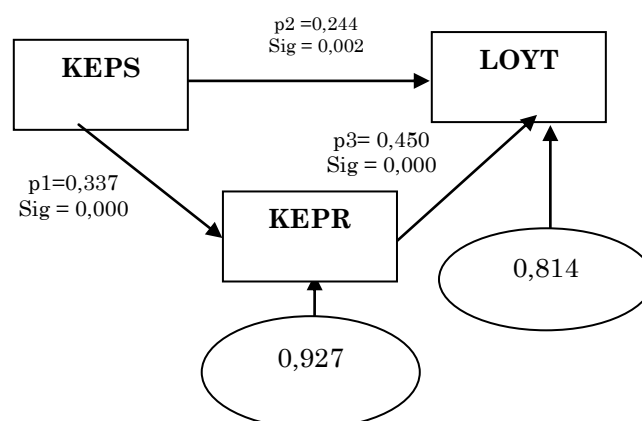 p2 =0,244
Sig = 0,002
KEPS
LOYT
p3= 0,450
Sig = 0,000
p1=0,337
Sig = 0,000
KEPR
0,814
0,927